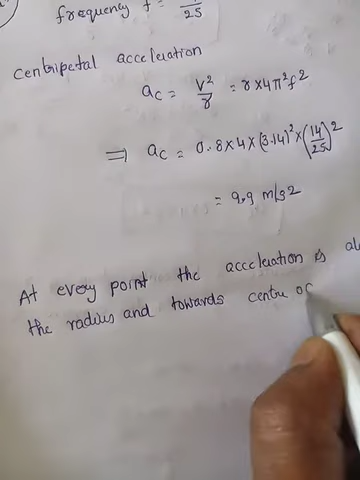 frequency f =
25
centripetal acceleration
ac = v²/r = r×4π²f²
⇒ ac = 0.8×4×(3.14)²×(14/25)²
= 9.9 m/s2
At every point the acceleration is al
the radius and towards centre of